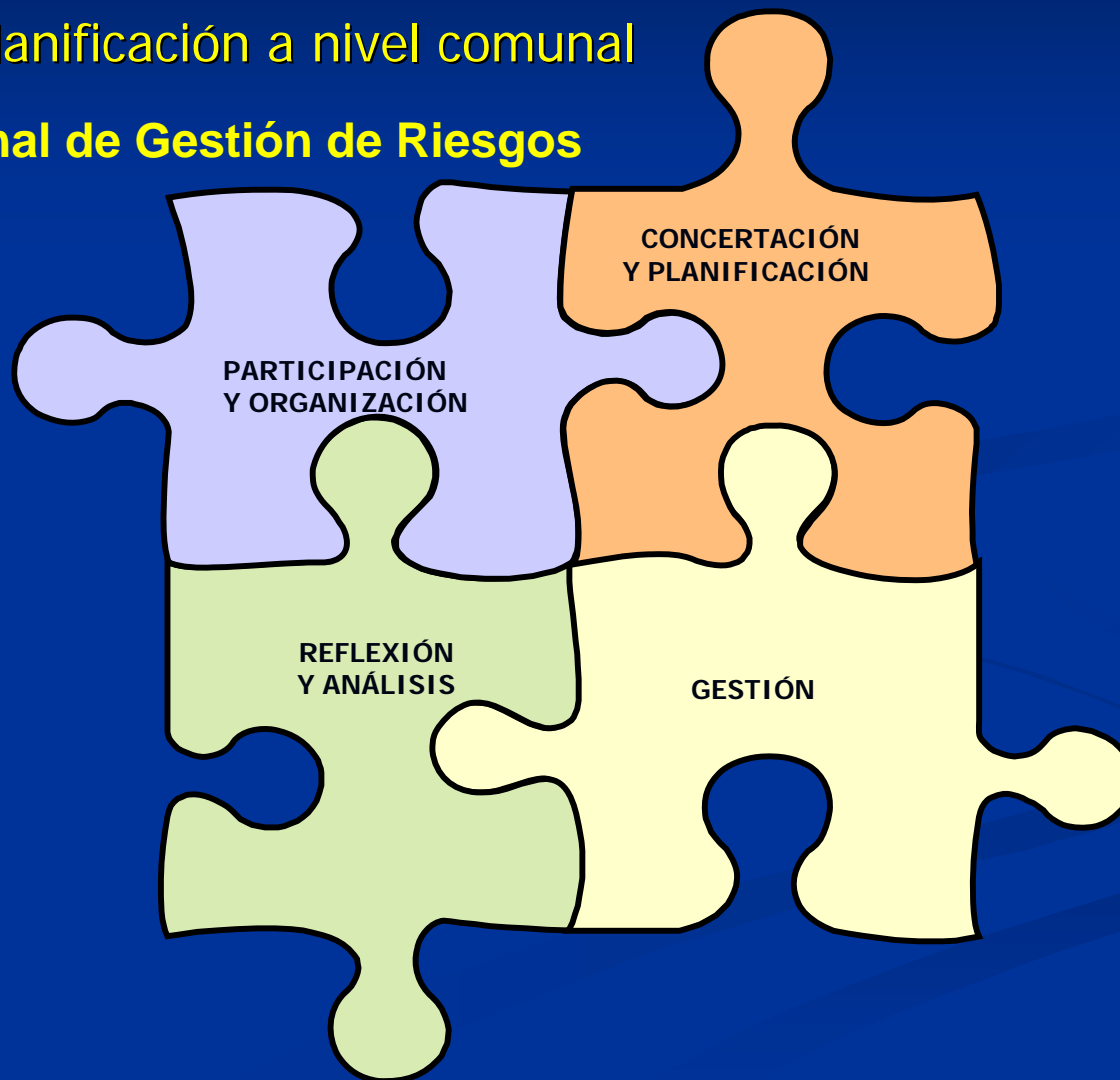 lanificación a nivel comunal
nal de Gestión de Riesgos
CONCERTACIÓN
Y PLANIFICACIÓN
PARTICIPACIÓN
Y ORGANIZACIÓN
REFLEXIÓN
Y ANÁLISIS
GESTIÓN